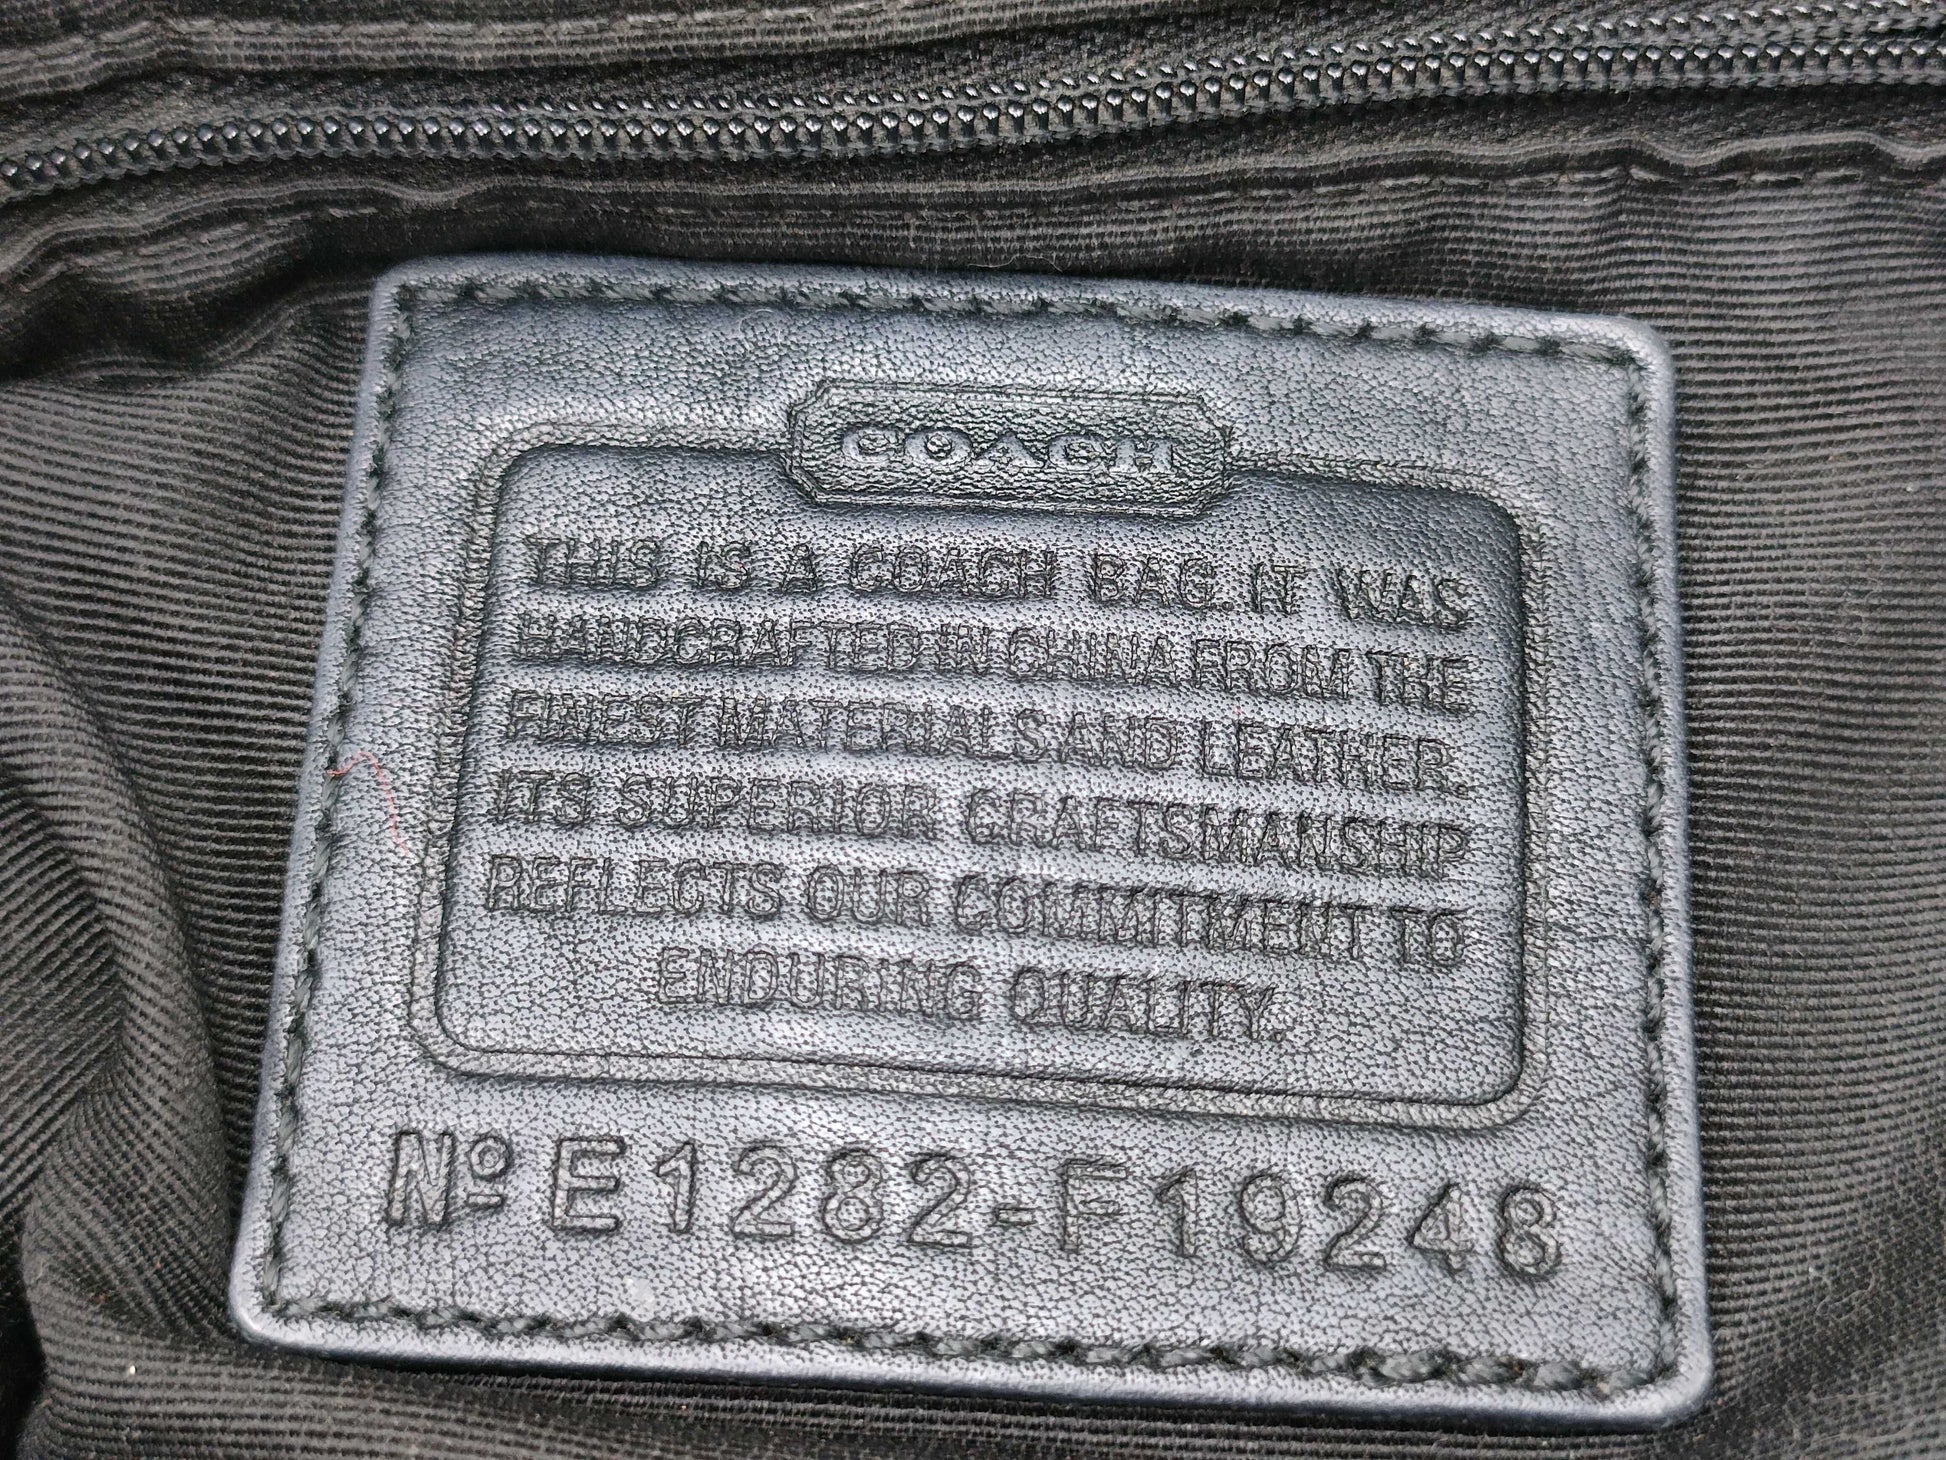 COACH
THIS IS A COACH BAG. IT WAS
HANDCRAFTED IN CHINA FROM THE
FINEST MATERIALS AND LEATHER.
ITS SUPERIOR CRAFTSMANSHIP
REFLECTS OUR COMMITMENT TO
ENDURING QUALITY.
Nº E1282-F19248